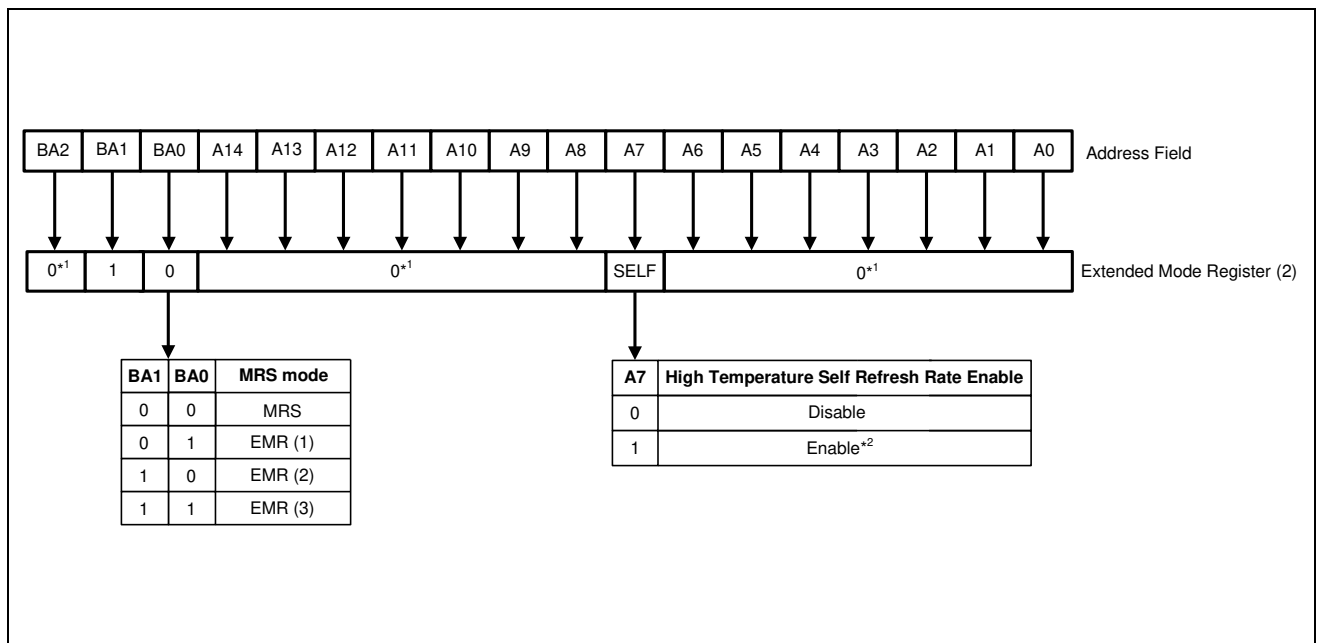 BA2 BA1 BA0 A14 A13 A12 A11 A10 A9 A8 A7 A6 A5 A4 A3 A2 A1 A0 Address Field
0*1 1 0 0*1 SELF 0*1 Extended Mode Register (2)
BA1 BA0 MRS mode
0 0 MRS
0 1 EMR (1)
1 0 EMR (2)
1 1 EMR (3)
A7 High Temperature Self Refresh Rate Enable
0 Disable
1 Enable*2